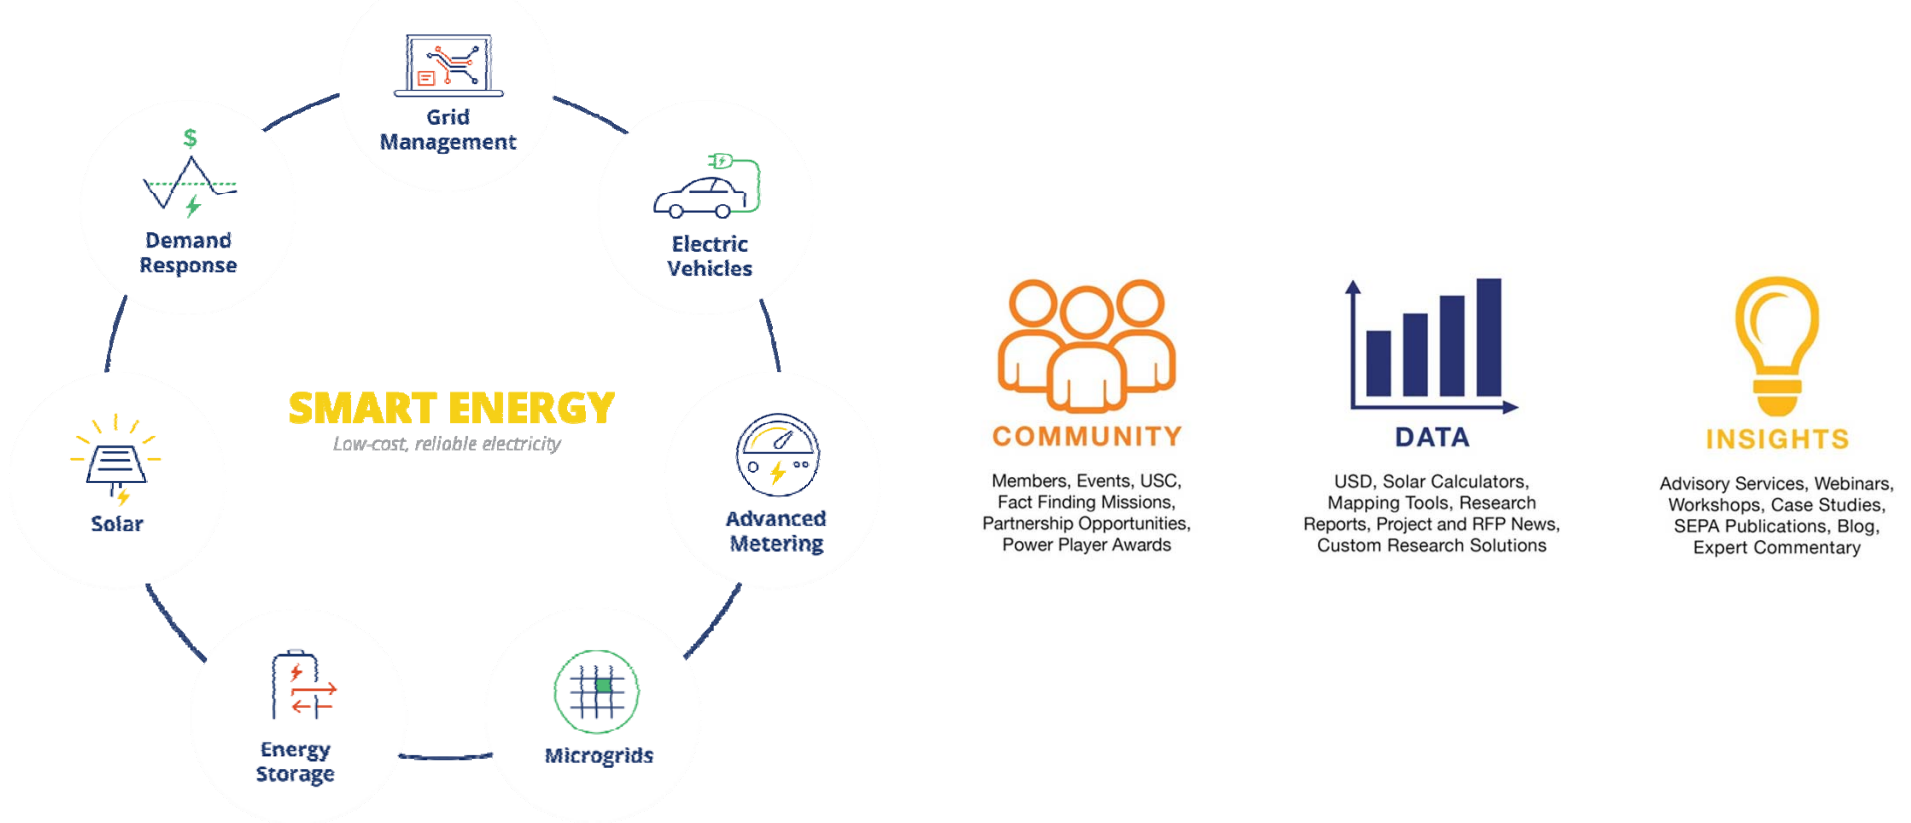 Grid
Management
$
Demand
Response
Electric
Vehicles
SMART ENERGY
Low-cost, reliable electricity
Solar
Advanced
Metering
Energy
Storage
Microgrids
COMMUNITY
Members, Events, USC,
Fact Finding Missions,
Partnership Opportunities,
Power Player Awards
DATA
USD, Solar Calculators,
Mapping Tools, Research
Reports, Project and RFP News,
Custom Research Solutions
INSIGHTS
Advisory Services, Webinars,
Workshops, Case Studies,
SEPA Publications, Blog,
Expert Commentary